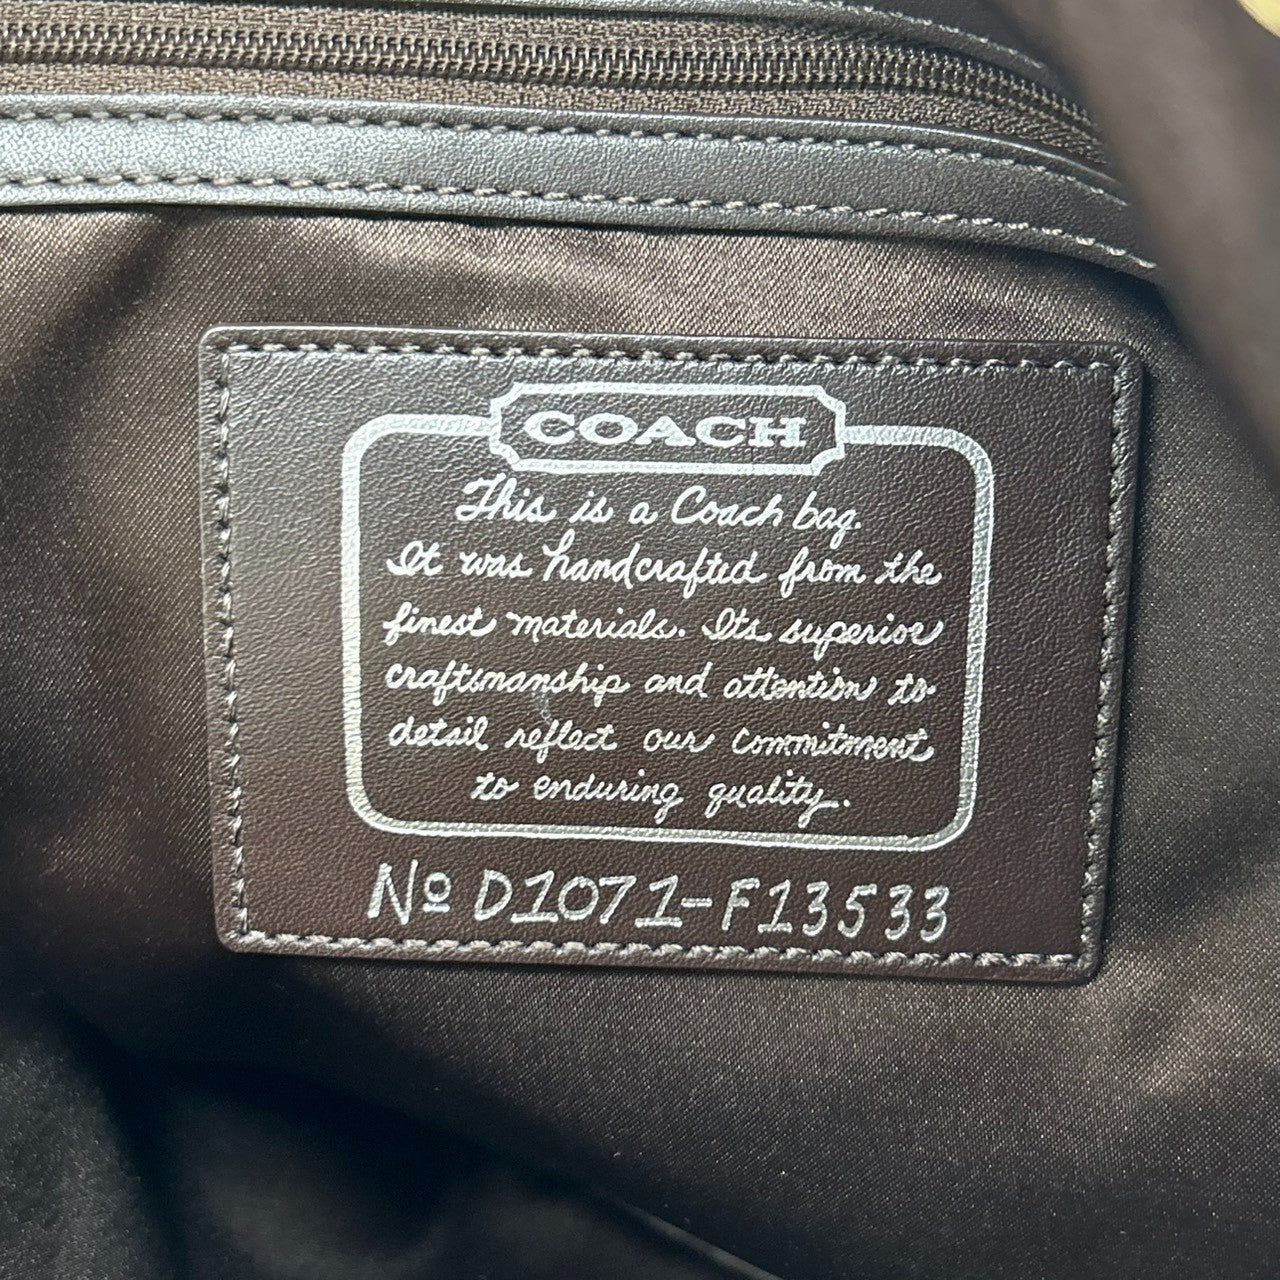 COACH
This is a Coach bag.
It was handcrafted from the
finest materials. Its superior
craftsmanship and attention to
detail reflect our commitment
to enduring quality.
No D1071-F13533